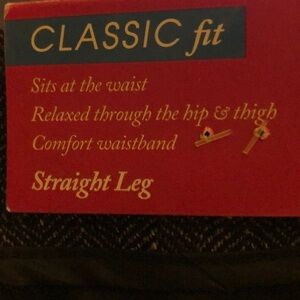 CLASSIC fit
Sits at the waist
Relaxed through the hip & thigh
Comfort waistband
Straight Leg